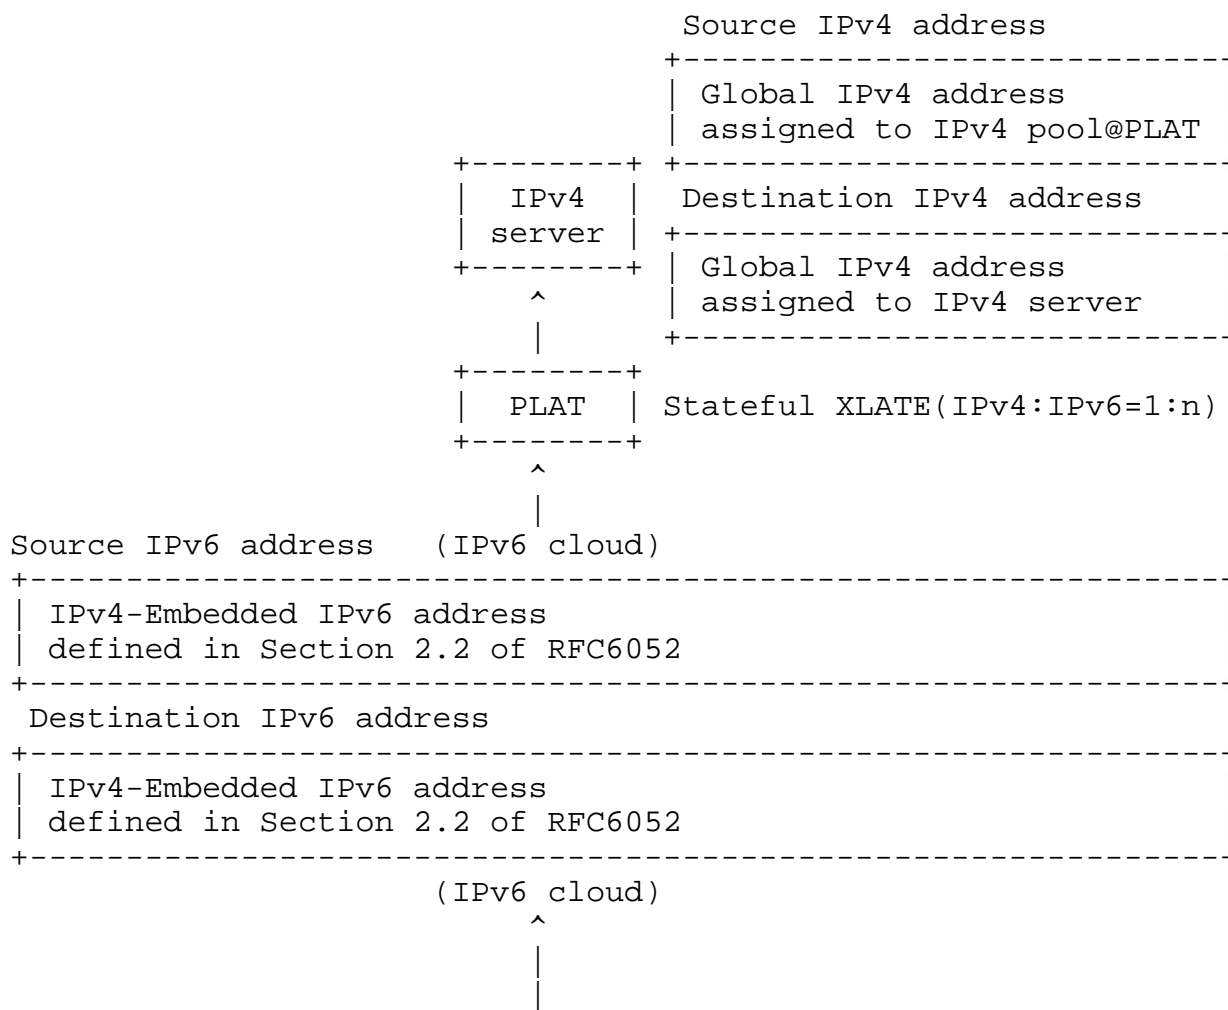 Source IPv4 address
+-----------------------------
| Global IPv4 address
| assigned to IPv4 pool@PLAT
+--------+ +-----------------------------
| IPv4 | Destination IPv4 address
| server | +-----------------------------
+--------+ | Global IPv4 address
^ | assigned to IPv4 server
| +-----------------------------
+--------+
| PLAT | Stateful XLATE(IPv4:IPv6=1:n)
+--------+
^
|
Source IPv6 address (IPv6 cloud)
+---------------------------------------------------------------
| IPv4-Embedded IPv6 address
| defined in Section 2.2 of RFC6052
+---------------------------------------------------------------
Destination IPv6 address
+---------------------------------------------------------------
| IPv4-Embedded IPv6 address
| defined in Section 2.2 of RFC6052
+---------------------------------------------------------------
(IPv6 cloud)
^
|
|